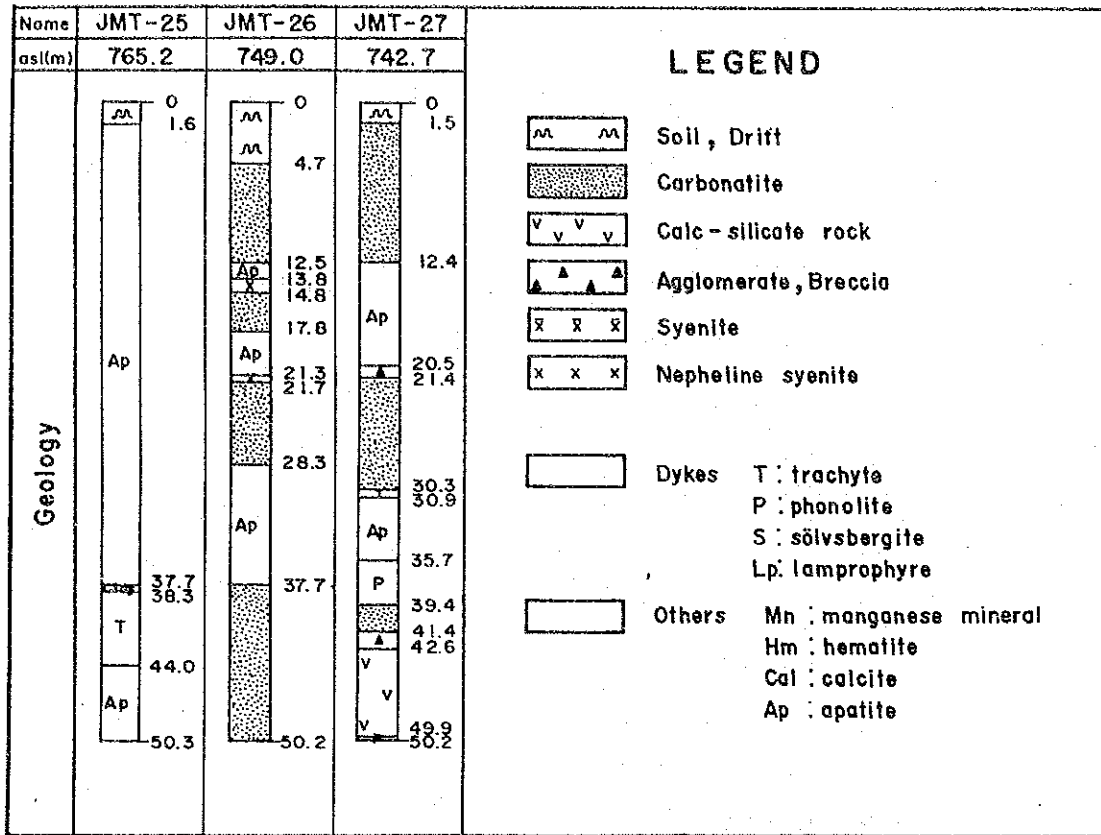 Name JMT-25 JMT-26 JMT-27
asl(m) 765.2 749.0 742.7
Geology
0
1.6
Ap
37.7
38.3
T
44.0
Ap
50.3
0
4.7
12.5
Ap
13.8
x
14.8
17.8
Ap
21.3
21.7
28.3
Ap
37.7
50.2
0
1.5
12.4
Ap
20.5
21.4
30.3
30.9
Ap
35.7
P
39.4
41.4
42.6
v
v
v
49.9
50.2
LEGEND
Soil, Drift
Carbonatite
v v v v
Calc-silicate rock
Agglomerate, Breccia
x̄ x̄ x̄
Syenite
x x x
Nepheline syenite
Dykes T : trachyte
P : phonolite
S : sölvsbergite
Lp : lamprophyre
Others Mn : manganese mineral
Hm : hematite
Cal : calcite
Ap : apatite